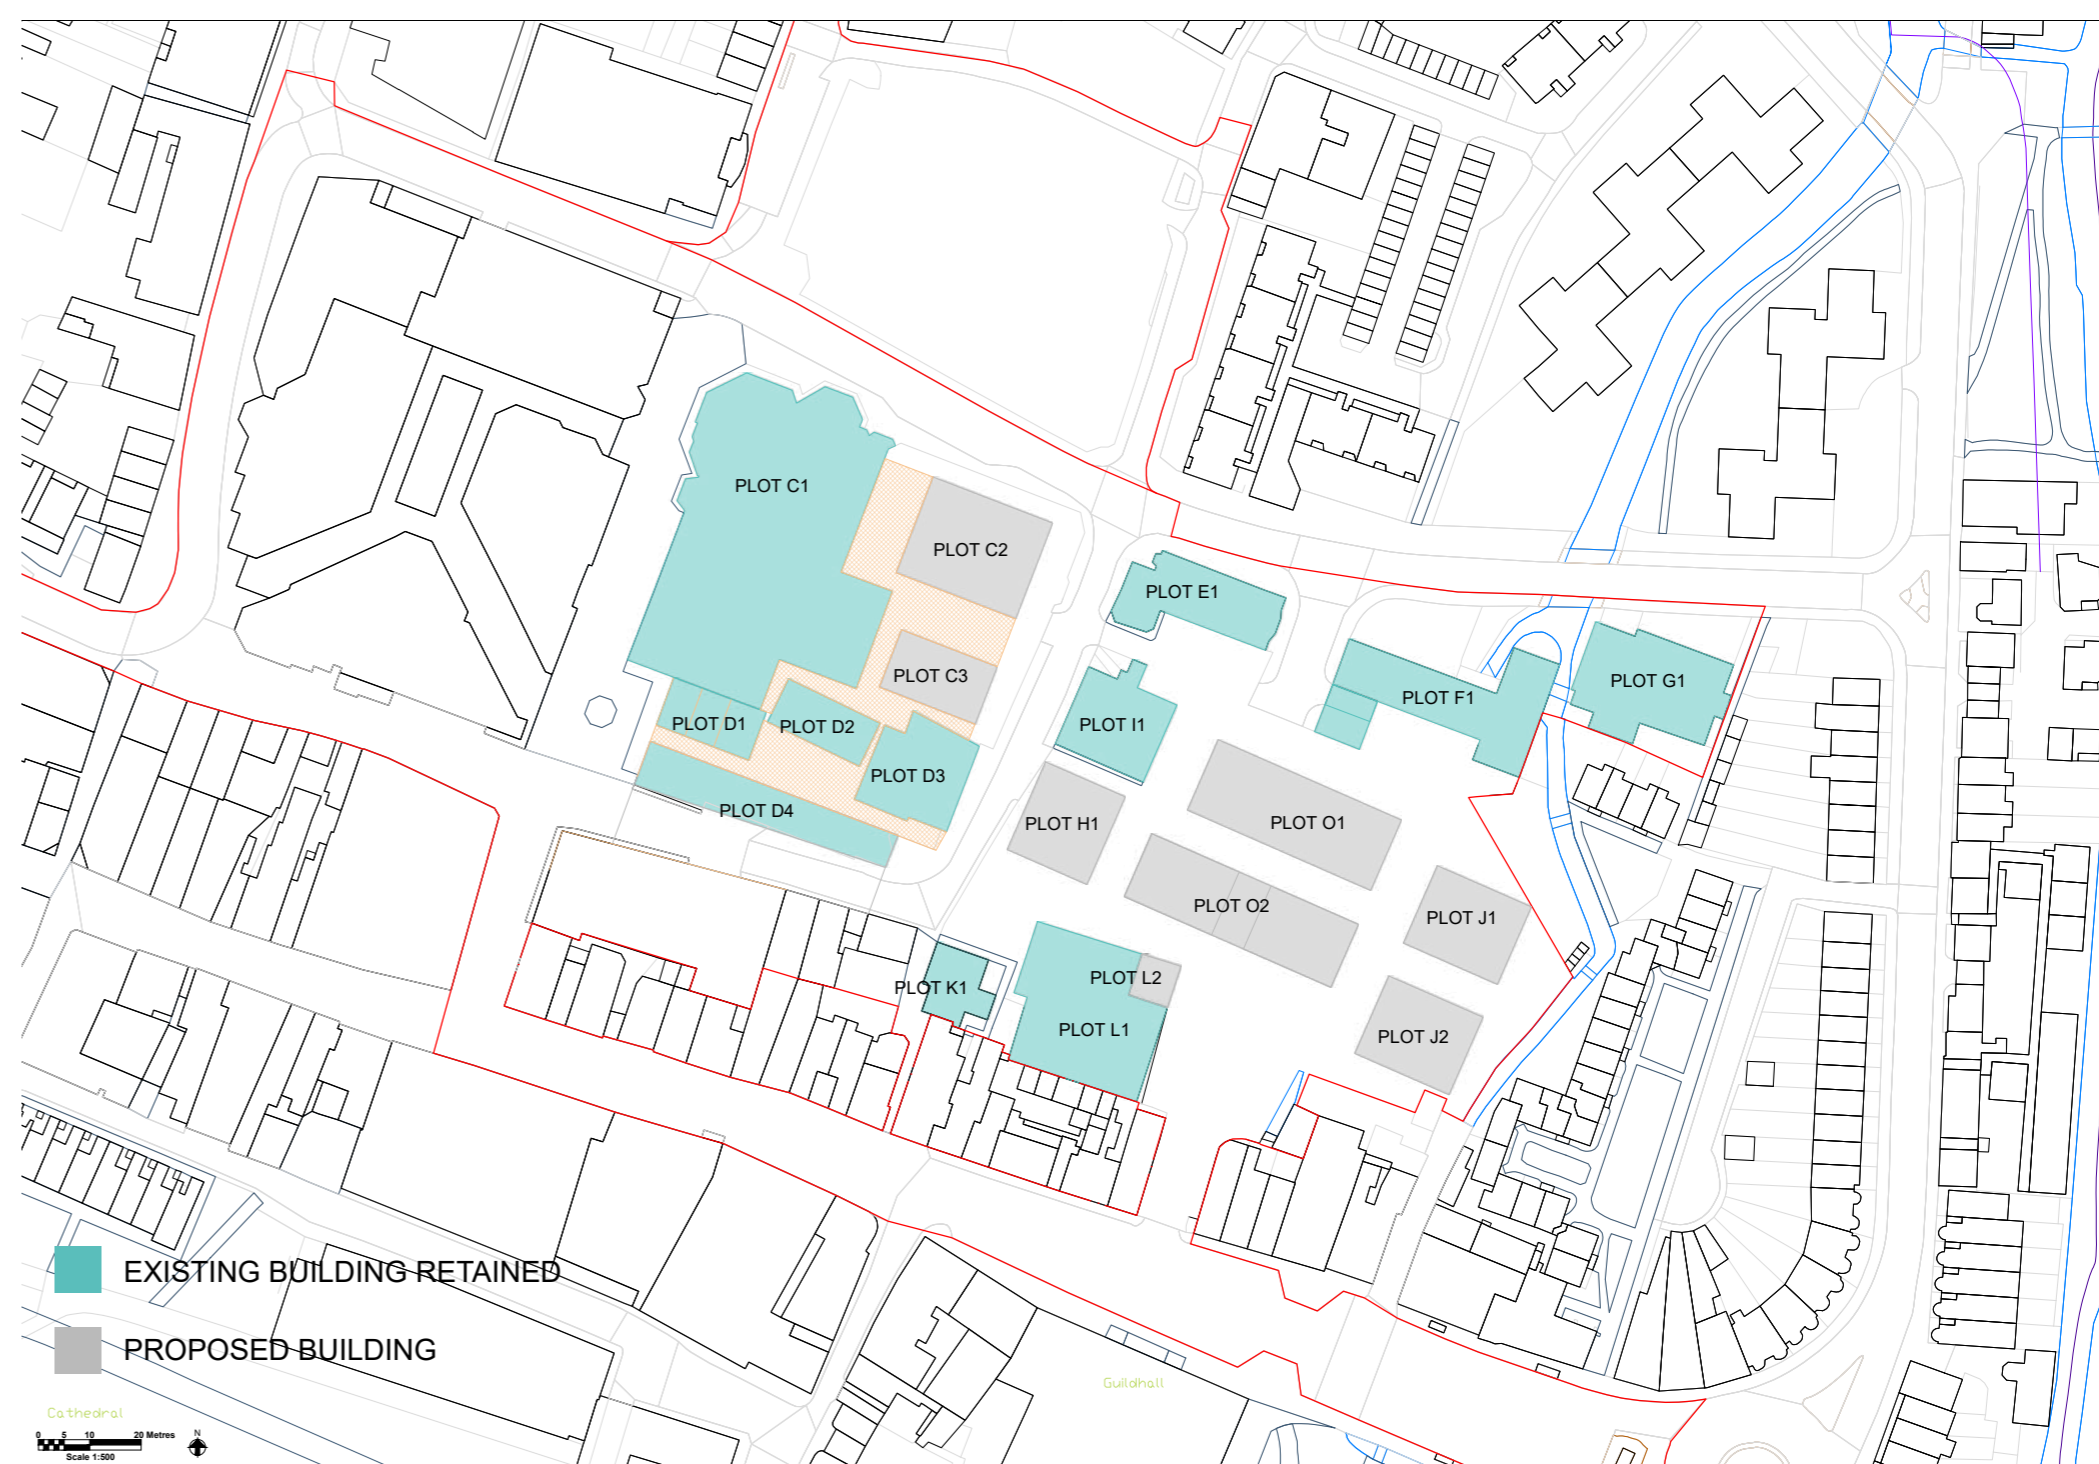 PLOT C1
PLOT C2
PLOT E1
PLOT C3
PLOT G1
PLOT F1
PLOT D1
PLOT D2
PLOT I1
PLOT D3
PLOT D4
PLOT H1
PLOT O1
PLOT O2
PLOT J1
PLOT L2
PLOT K1
PLOT L1
PLOT J2
EXISTING BUILDING RETAINED
PROPOSED BUILDING
Guildhall
Cathedral
0 5 10 20 Metres
N
Scale 1:500